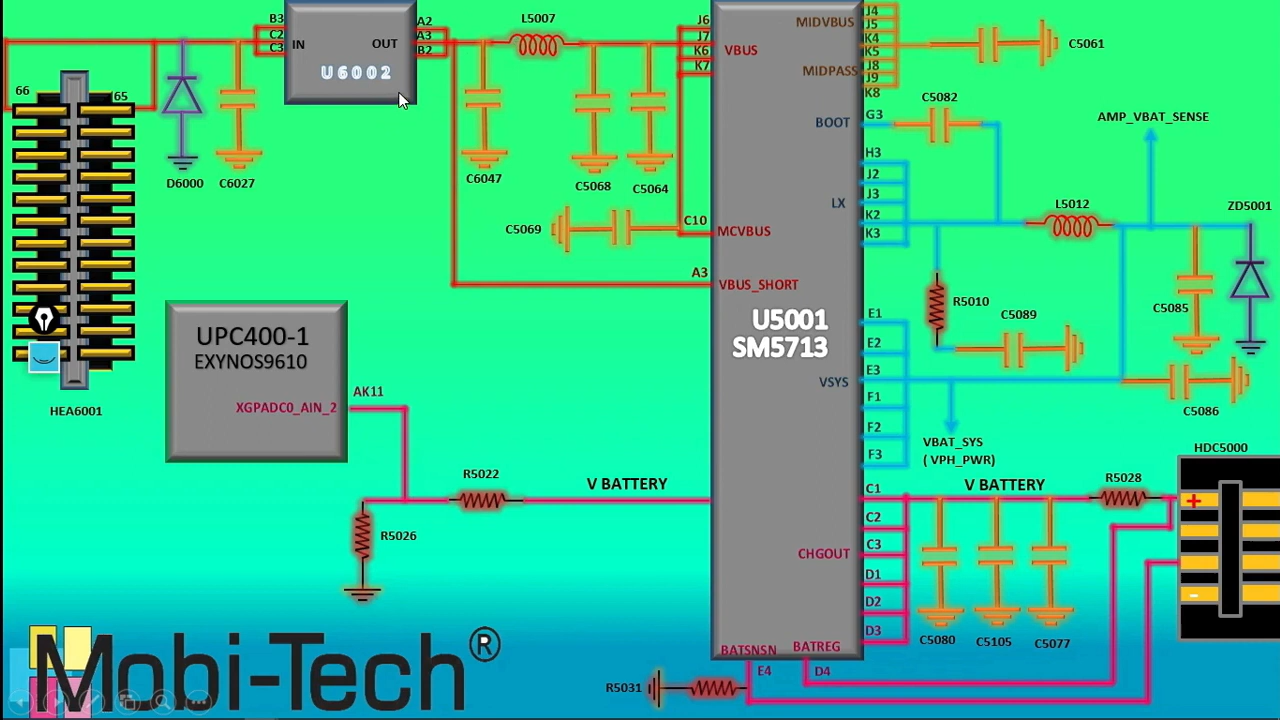 B3
C2
C3
IN
OUT
U6002
A2
A3
B2
L5007
J6
J7
K6
K7
VBUS
MIDVBUS
MIDPASS
J4
J5
K4
K5
J8
J9
K8
C5061
66
65
D6000
C6027
C6047
C5068
C5064
C5069
C10
MCVBUS
A3
VBUS_SHORT
BOOT
G3
C5082
AMP_VBAT_SENSE
H3
J2
J3
K2
K3
LX
L5012
ZD5001
R5010
C5089
C5085
C5086
U5001
SM5713
E1
E2
E3
F1
F2
F3
VSYS
VBAT_SYS
( VPH_PWR)
HEA6001
UPC400-1
EXYNOS9610
XGPADC0_AIN_2
AK11
R5022
V BATTERY
R5026
C1
C2
C3
D1
D2
D3
CHGOUT
V BATTERY
R5028
HDC5000
+
-
C5080
C5105
C5077
BATSNSN
BATREG
E4
D4
R5031
Mobi-Tech®